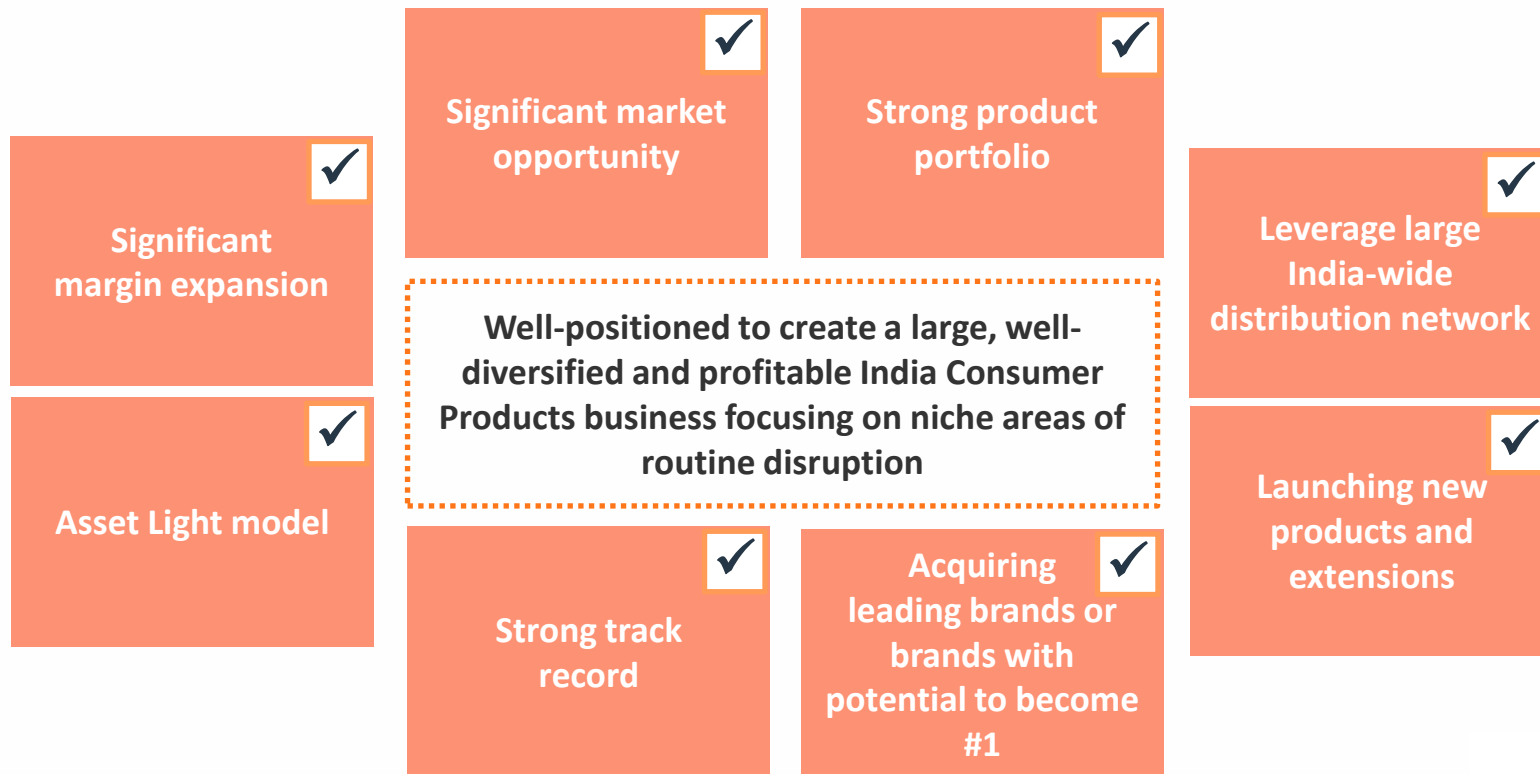 Significant market
opportunity
Strong product
portfolio
Significant
margin expansion
Leverage large
India-wide
distribution network
Well-positioned to create a large, well-
diversified and profitable India Consumer
Products business focusing on niche areas of
routine disruption
Asset Light model
Launching new
products and
extensions
Strong track
record
Acquiring
leading brands or
brands with
potential to become
#1